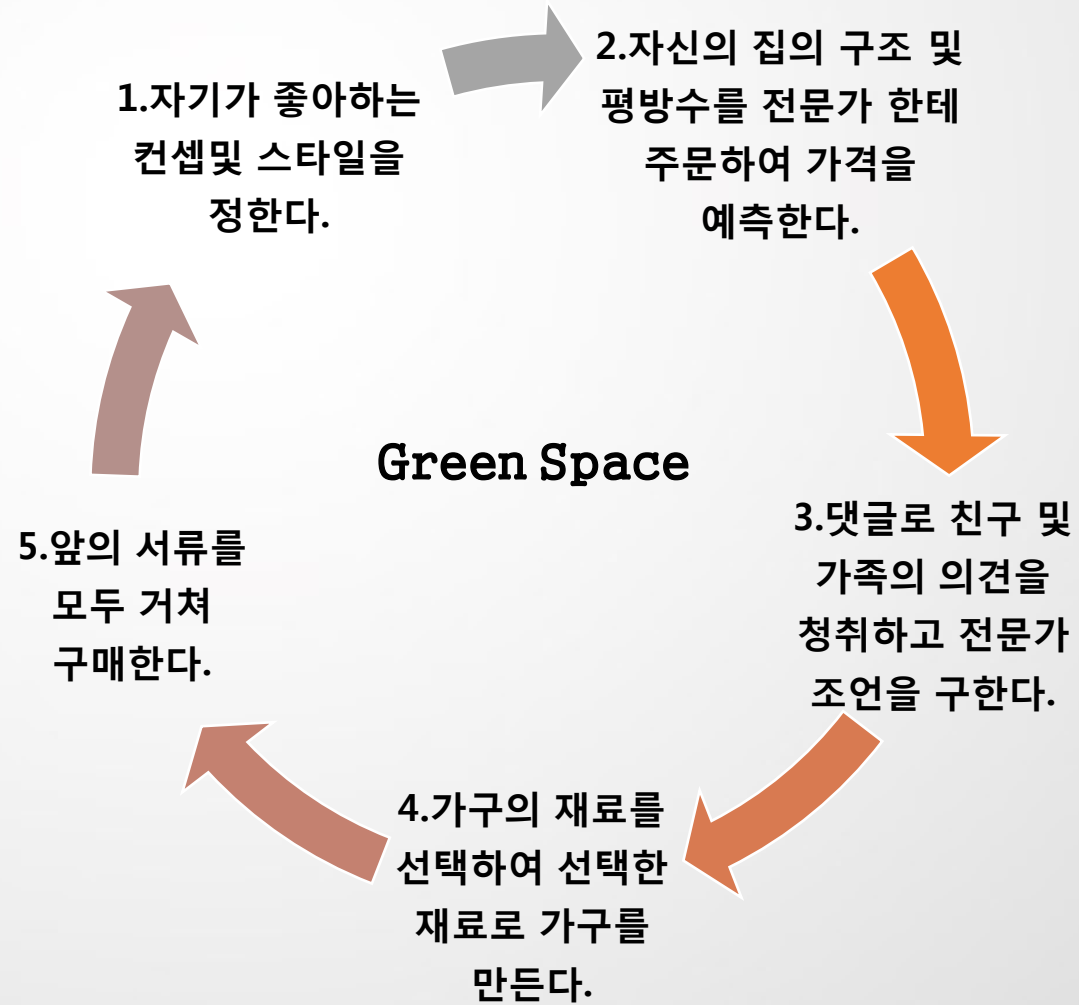 1.자기가 좋아하는
컨셉및 스타일을
정한다.
2.자신의 집의 구조 및
평방수를 전문가 한테
주문하여 가격을
예측한다.
Green Space
3.댓글로 친구 및
가족의 의견을
청취하고 전문가
조언을 구한다.
4.가구의 재료를
선택하여 선택한
재료로 가구를
만든다.
5.앞의 서류를
모두 거쳐
구매한다.